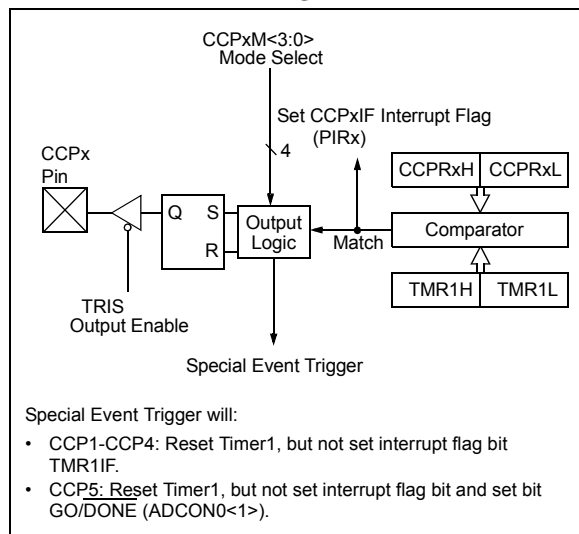 CCPxM<3:0>
Mode Select
Set CCPxIF Interrupt Flag
(PIRx)
4
CCPx
Pin
CCPRxH CCPRxL
Q S
R
Output
Logic
Match
Comparator
TRIS
Output Enable
TMR1H TMR1L
Special Event Trigger
Special Event Trigger will:
• CCP1-CCP4: Reset Timer1, but not set interrupt flag bit
TMR1IF.
• CCP5: Reset Timer1, but not set interrupt flag bit and set bit
GO/DONE (ADCON0<1>).